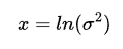 x = ln(σ²)